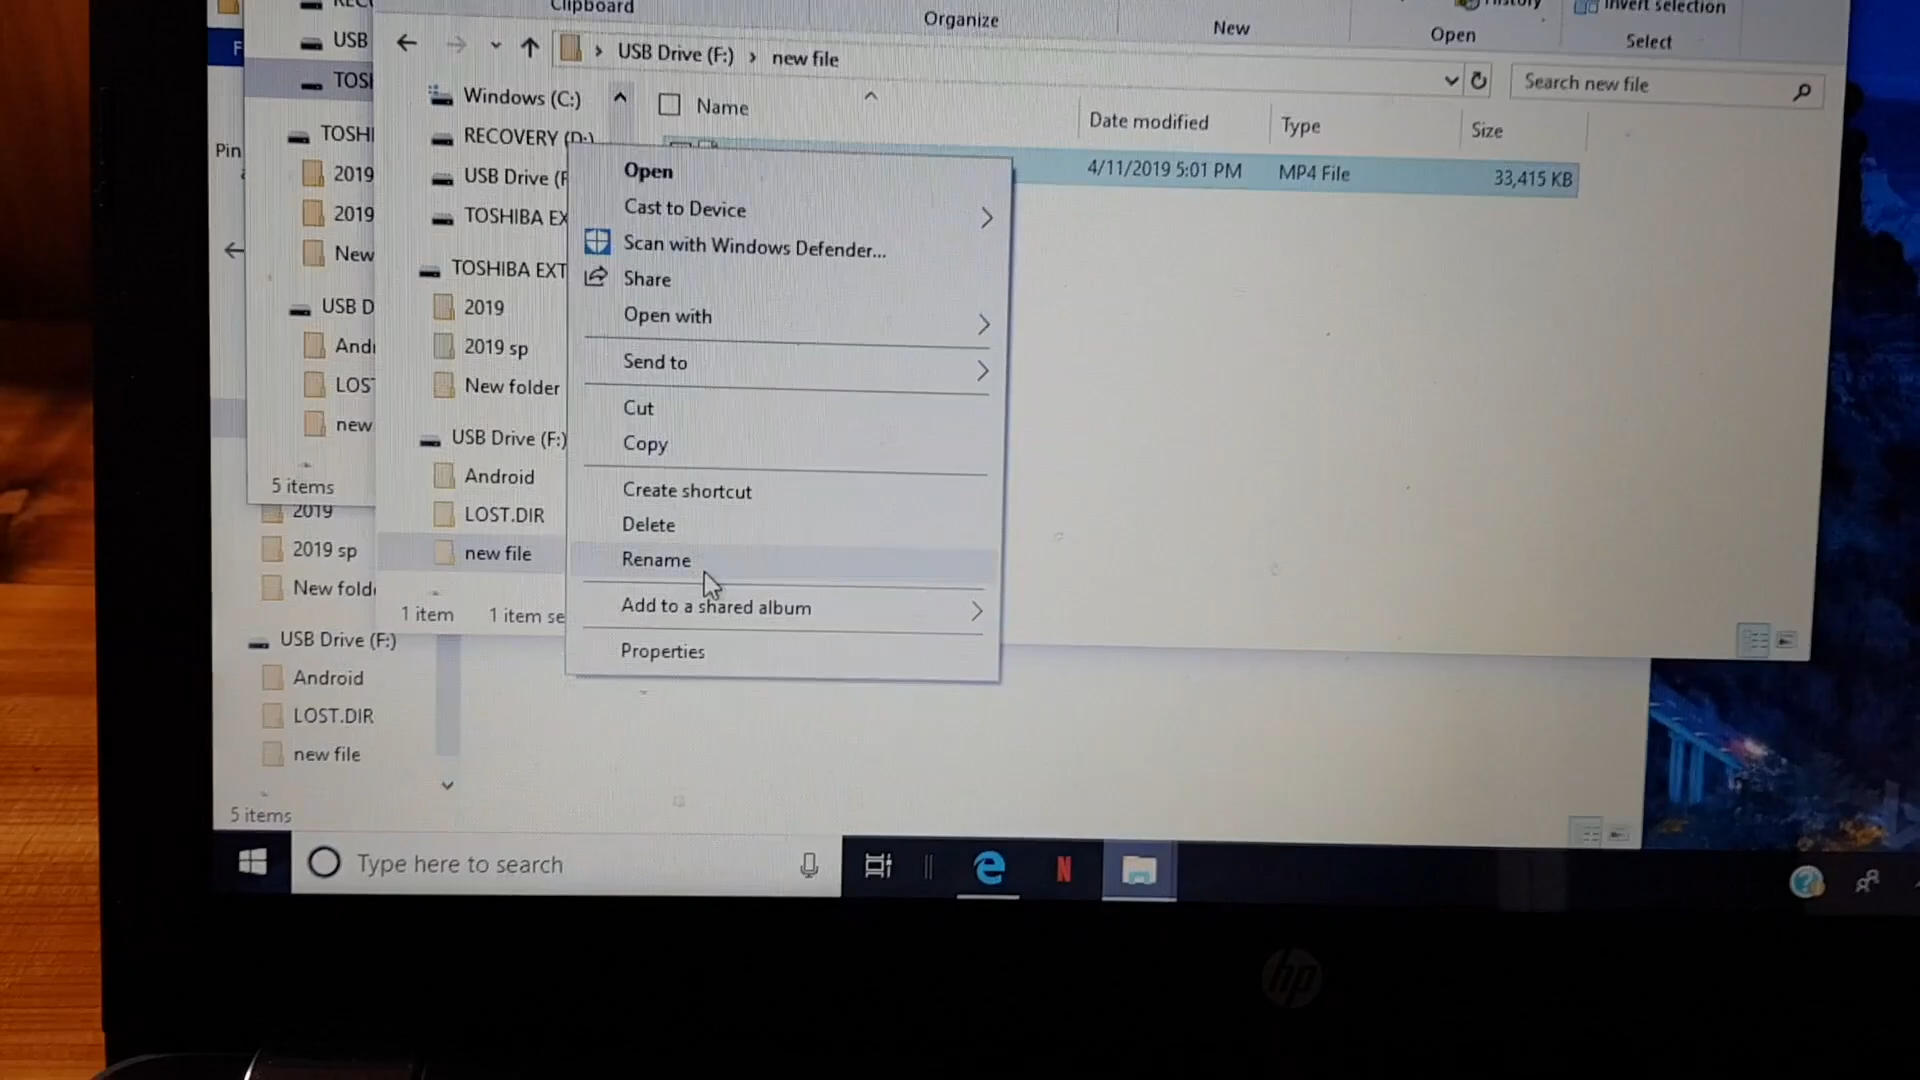 Clipboard
Organize
New
History
Open
Invert selection
Select
USB Drive (F:) > new file
Search new file
Windows (C:)
RECOVERY (D:)
USB Drive (F
TOSHIBA EX
TOSHIBA EXT
2019
2019 sp
New folder
USB Drive (F:)
Android
LOST.DIR
new file
1 item
1 item se
Name
Date modified
Type
Size
4/11/2019 5:01 PM
MP4 File
33,415 KB
Open
Cast to Device
Scan with Windows Defender...
Share
Open with
Send to
Cut
Copy
Create shortcut
Delete
Rename
Add to a shared album
Properties
USB
TOSH
TOSHI
2019
2019
New
USB D
Andr
LOST
new
5 items
F
Pin
2019
2019 sp
New folde
USB Drive (F:)
Android
LOST.DIR
new file
5 items
Type here to search
N
hp